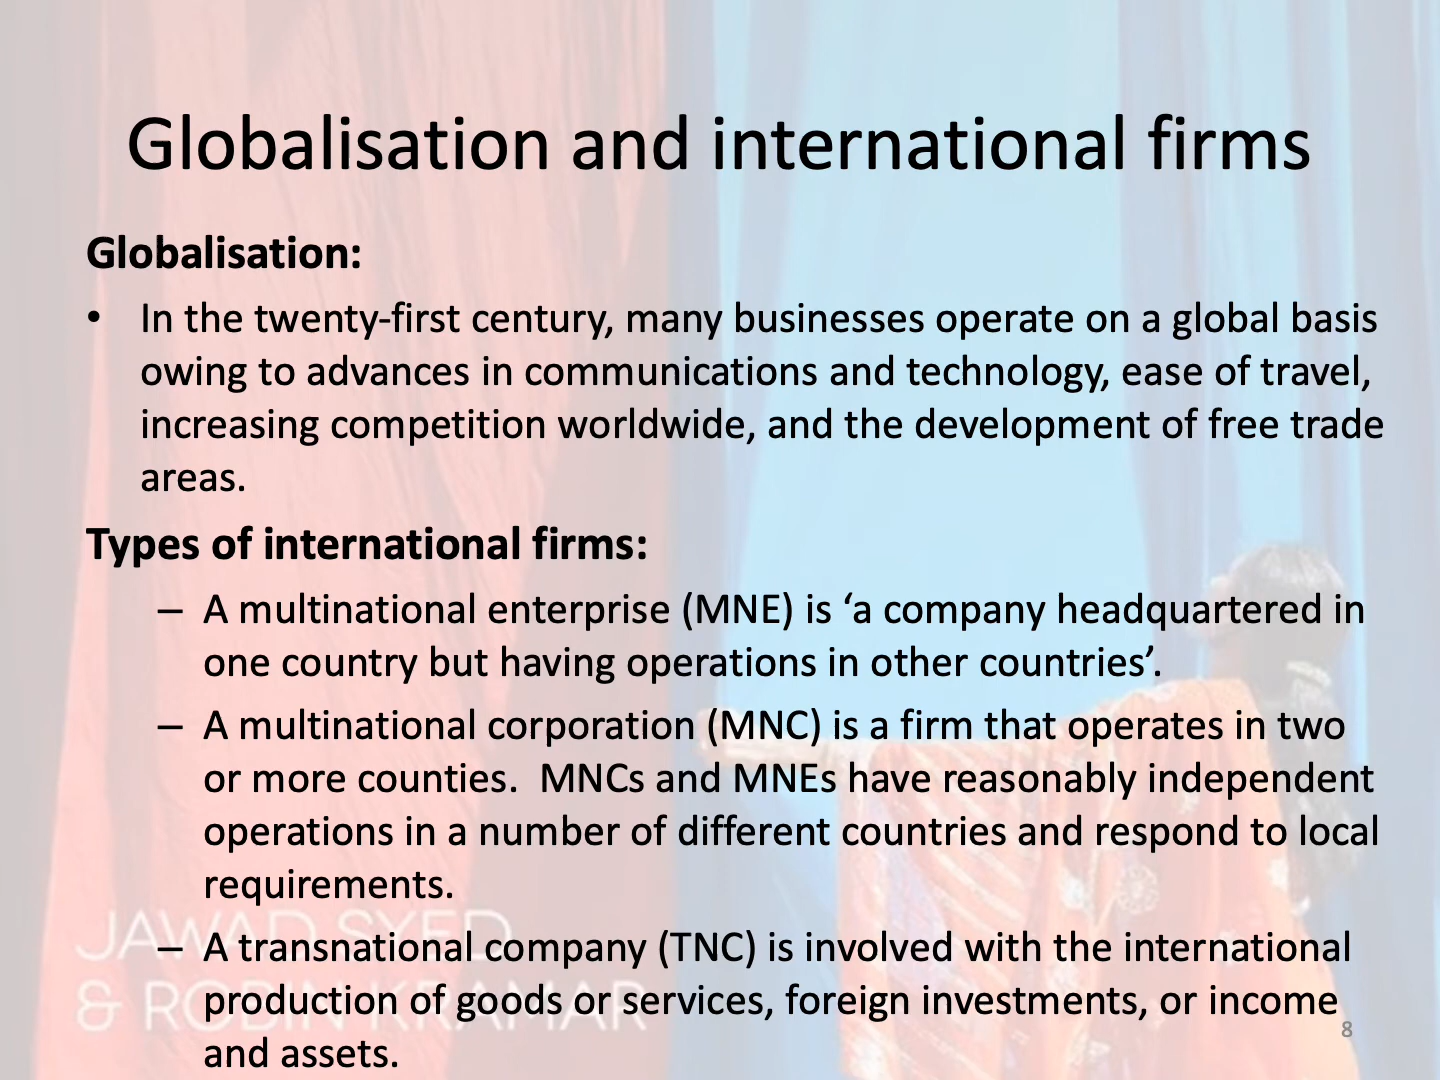 Globalisation and international firms
Globalisation:
• In the twenty-first century, many businesses operate on a global basis
owing to advances in communications and technology, ease of travel,
increasing competition worldwide, and the development of free trade
areas.
Types of international firms:
– A multinational enterprise (MNE) is ‘a company headquartered in
one country but having operations in other countries’.
– A multinational corporation (MNC) is a firm that operates in two
or more counties.  MNCs and MNEs have reasonably independent
operations in a number of different countries and respond to local
requirements.
– A transnational company (TNC) is involved with the international
production of goods or services, foreign investments, or income
and assets.
JAWAD SYED
& ROBIN KRAMAR
8